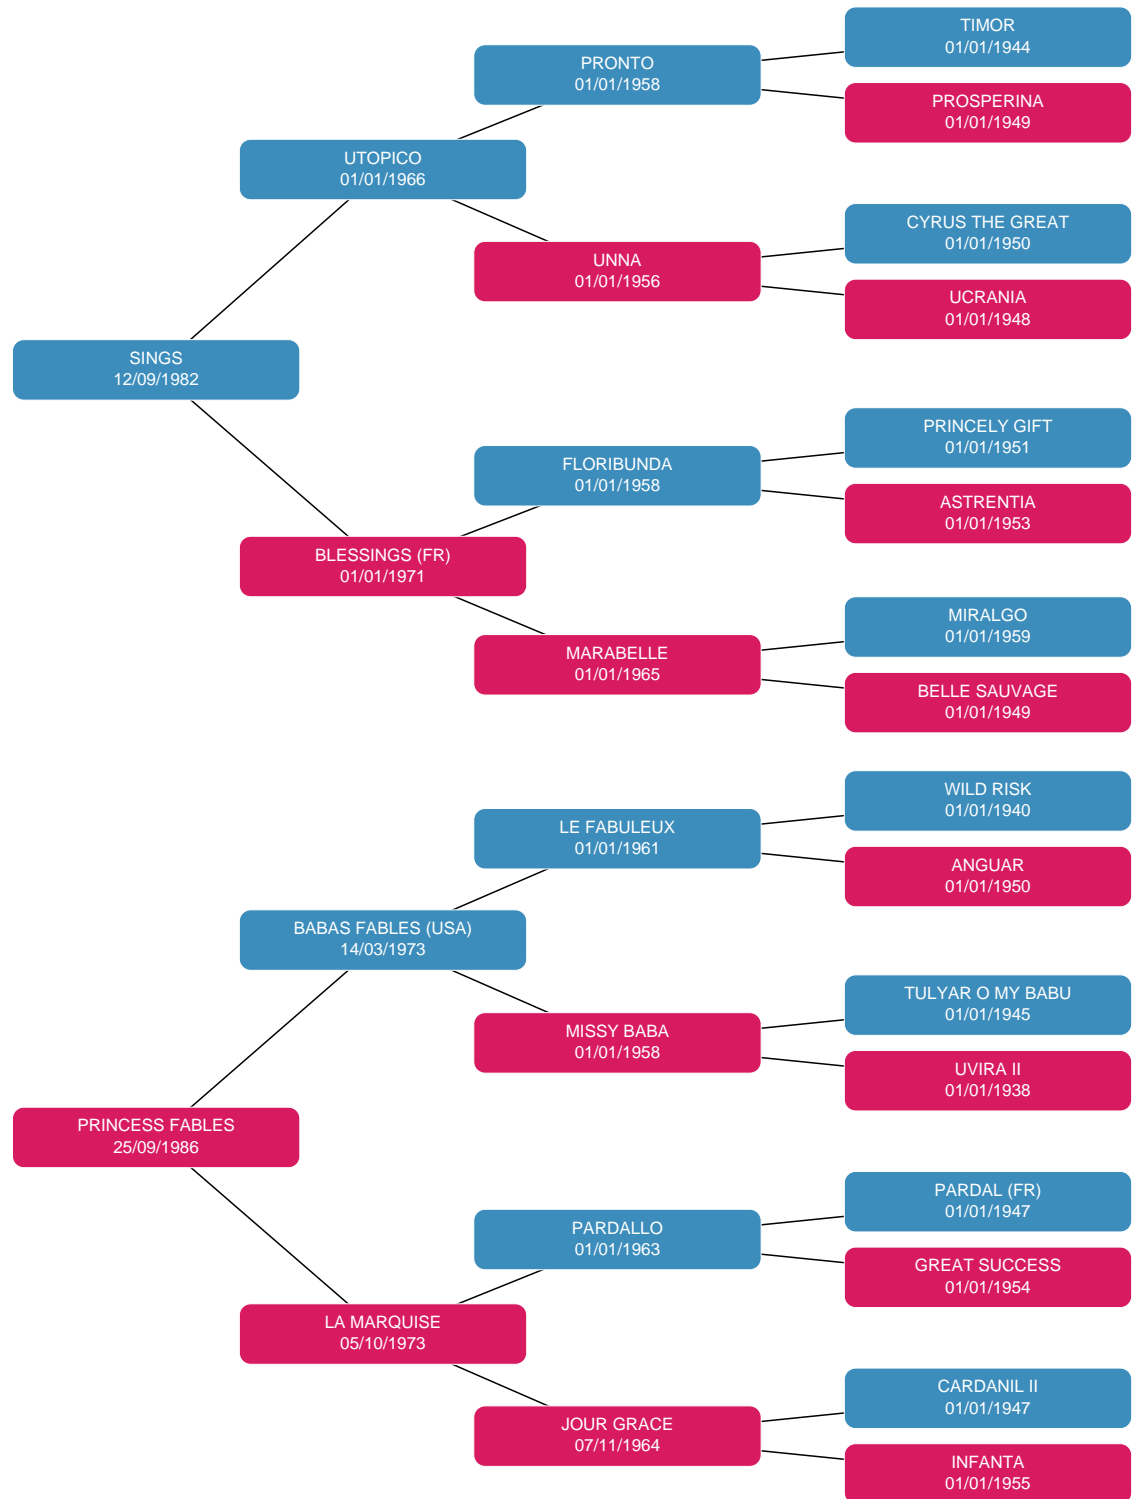 TIMOR
01/01/1944
PRONTO
01/01/1958
PROSPERINA
01/01/1949
UTOPICO
01/01/1966
CYRUS THE GREAT
01/01/1950
UNNA
01/01/1956
UCRANIA
01/01/1948
SINGS
12/09/1982
PRINCELY GIFT
01/01/1951
FLORIBUNDA
01/01/1958
ASTRENTIA
01/01/1953
BLESSINGS (FR)
01/01/1971
MIRALGO
01/01/1959
MARABELLE
01/01/1965
BELLE SAUVAGE
01/01/1949
WILD RISK
01/01/1940
LE FABULEUX
01/01/1961
ANGUAR
01/01/1950
BABAS FABLES (USA)
14/03/1973
TULYAR O MY BABU
01/01/1945
MISSY BABA
01/01/1958
UVIRA II
01/01/1938
PRINCESS FABLES
25/09/1986
PARDAL (FR)
01/01/1947
PARDALLO
01/01/1963
GREAT SUCCESS
01/01/1954
LA MARQUISE
05/10/1973
CARDANIL II
01/01/1947
JOUR GRACE
07/11/1964
INFANTA
01/01/1955